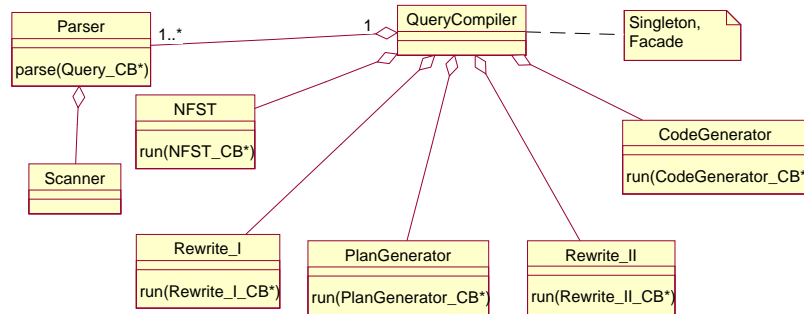 Parser
parse(Query_CB*)
1..*
1
QueryCompiler
Singleton,
Facade
NFST
run(NFST_CB*)
CodeGenerator
run(CodeGenerator_CB*
Scanner
Rewrite_I
run(Rewrite_I_CB*)
PlanGenerator
run(PlanGenerator_CB*)
Rewrite_II
run(Rewrite_II_CB*)